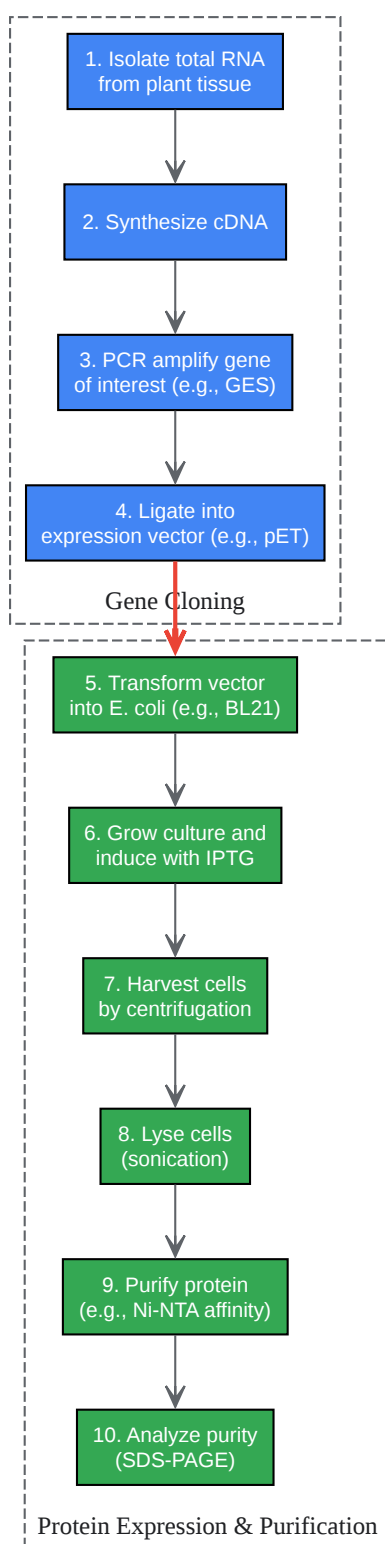 1. Isolate total RNA
from plant tissue
2. Synthesize cDNA
3. PCR amplify gene
of interest (e.g., GES)
4. Ligate into
expression vector (e.g., pET)
Gene Cloning
5. Transform vector
into E. coli (e.g., BL21)
6. Grow culture and
induce with IPTG
7. Harvest cells
by centrifugation
8. Lyse cells
(sonication)
9. Purify protein
(e.g., Ni-NTA affinity)
10. Analyze purity
(SDS-PAGE)
Protein Expression & Purification